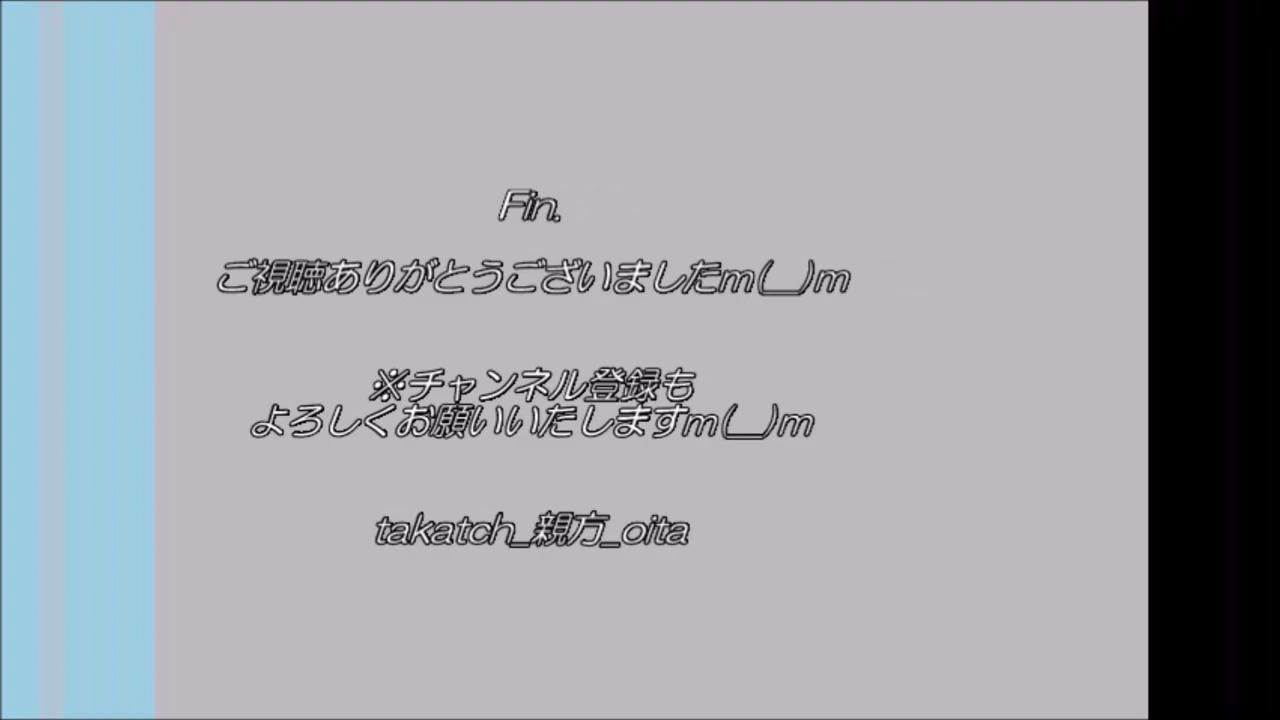 Fin.
ご視聴ありがとうございましたm(__)m
※チャンネル登録も
よろしくお願いいたしますm(__)m
takatch_親方_oita